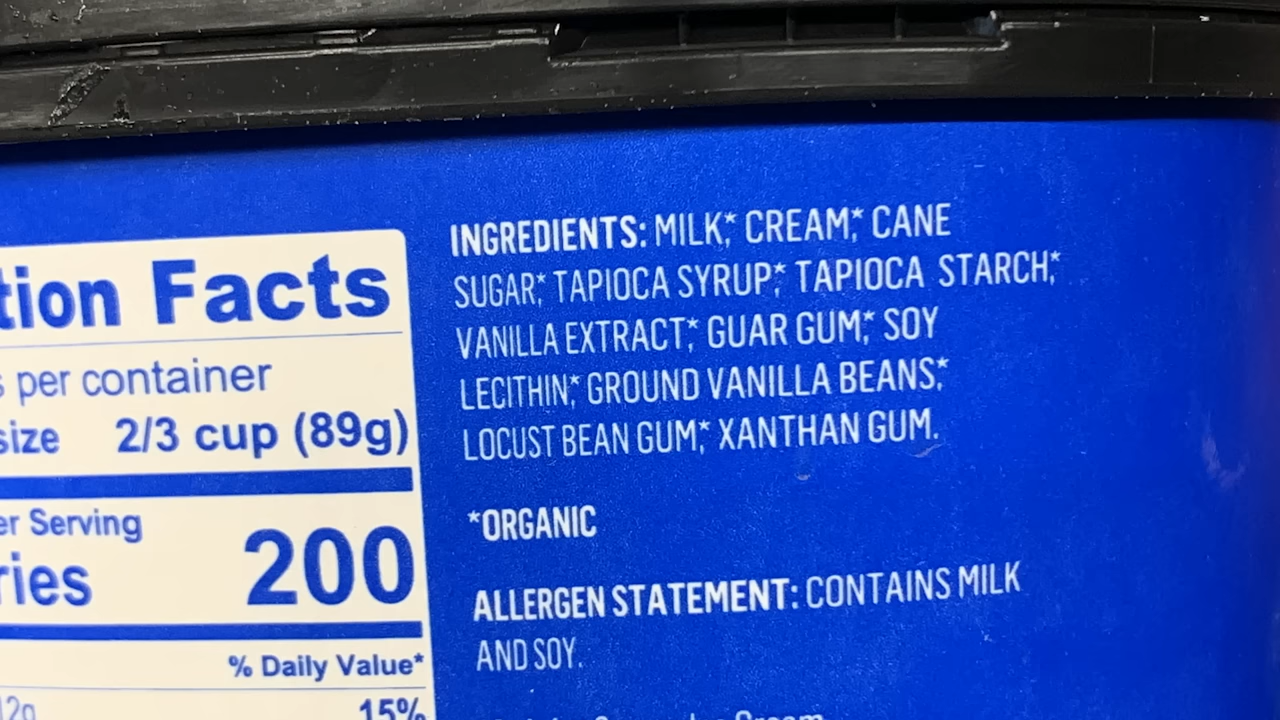 tion Facts
per container
size 2/3 cup (89g)
er Serving
ries 200
% Daily Value*
12g 15%
INGREDIENTS: MILK,* CREAM,* CANE
SUGAR,* TAPIOCA SYRUP,* TAPIOCA STARCH,*
VANILLA EXTRACT,* GUAR GUM,* SOY
LECITHIN,* GROUND VANILLA BEANS,*
LOCUST BEAN GUM,* XANTHAN GUM.
*ORGANIC
ALLERGEN STATEMENT: CONTAINS MILK
AND SOY.